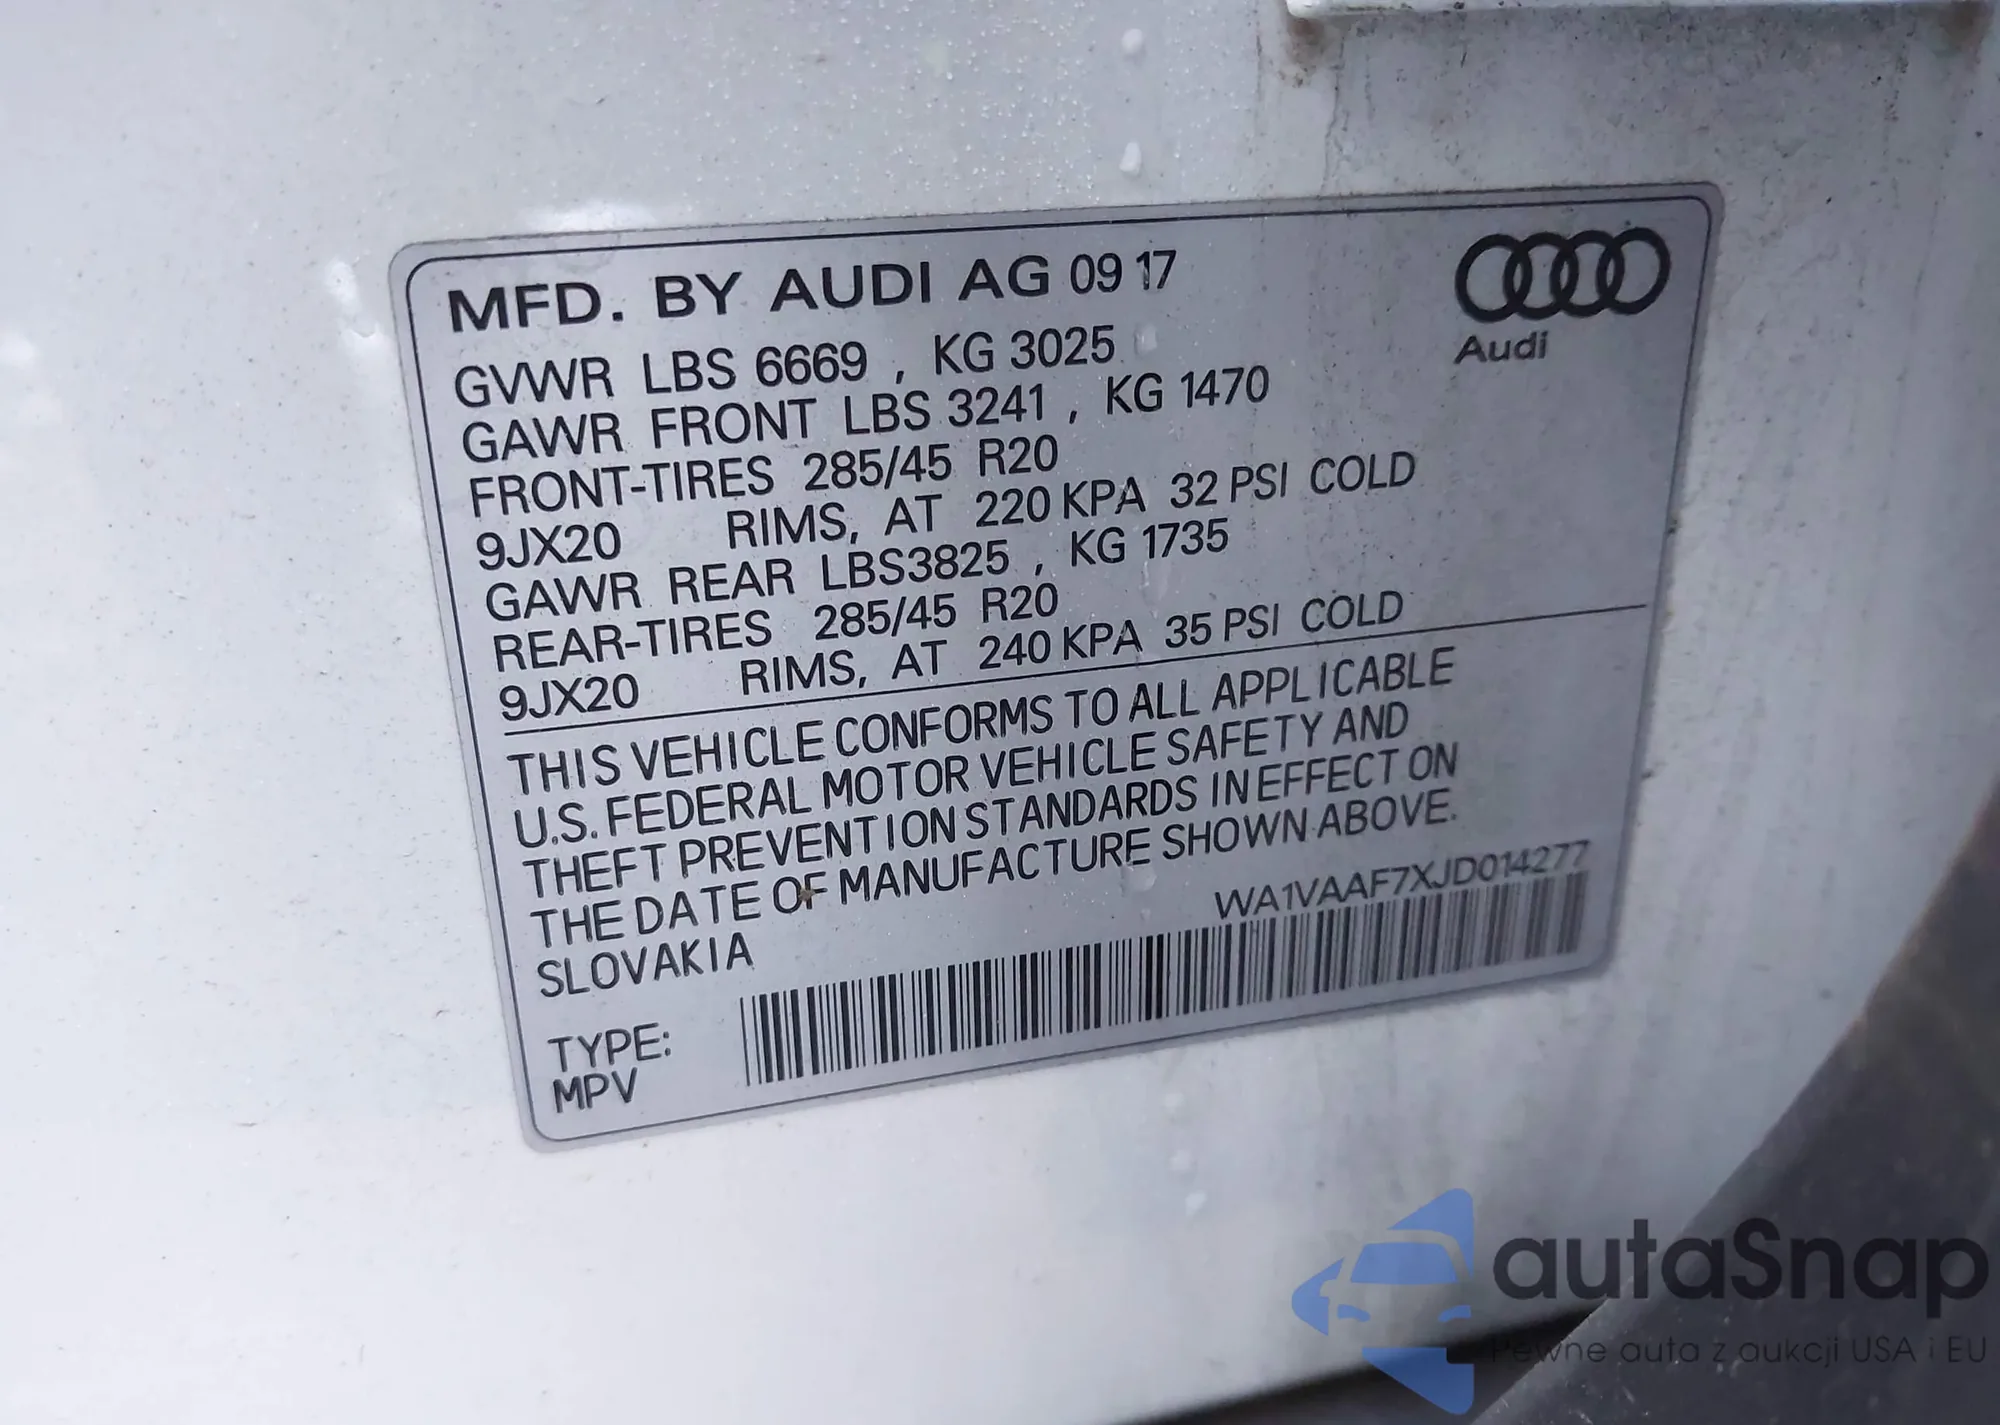 MFD. BY AUDI AG 09 17
Audi
GVWR LBS 6669 , KG 3025
GAWR FRONT LBS 3241 , KG 1470
FRONT-TIRES 285/45 R20
9JX20 RIMS, AT 220 KPA 32 PSI COLD
GAWR REAR LBS3825 , KG 1735
REAR-TIRES 285/45 R20
9JX20 RIMS, AT 240 KPA 35 PSI COLD
THIS VEHICLE CONFORMS TO ALL APPLICABLE
U.S. FEDERAL MOTOR VEHICLE SAFETY AND
THEFT PREVENTION STANDARDS IN EFFECT ON
THE DATE OF MANUFACTURE SHOWN ABOVE.
SLOVAKIA
WA1VAAF7XJD014277
TYPE:
MPV
autaSnap
Pewne auta z aukcji USA i EU